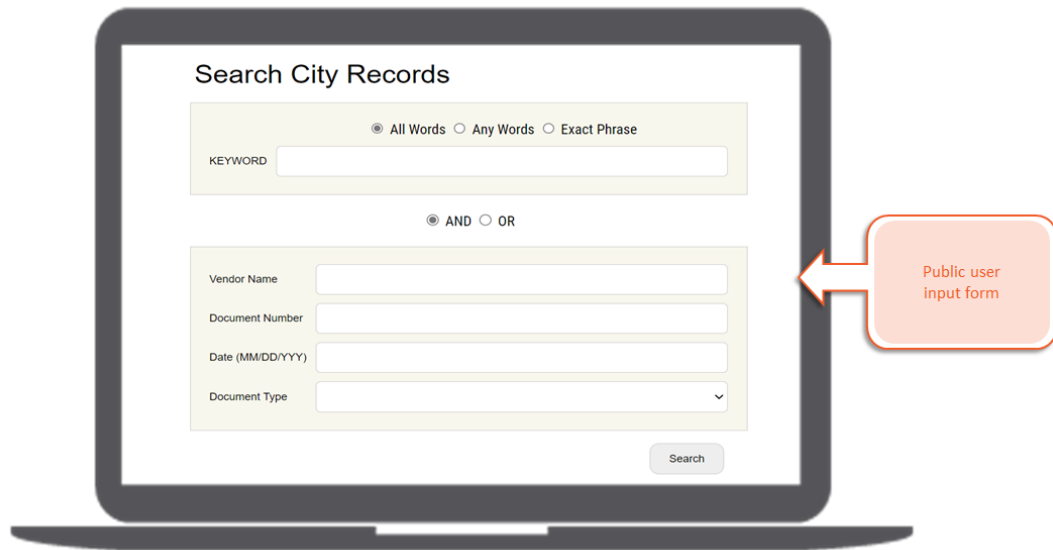 Search City Records
All Words Any Words Exact Phrase
KEYWORD
AND OR
Vendor Name
Document Number
Date (MM/DD/YYY)
Document Type
Search
Public user
input form